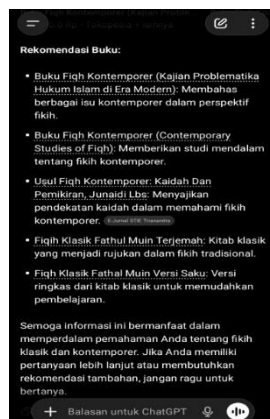 Rekomendasi Buku:
• Buku Fiqh Kontemporer (Kajian Problematika
Hukum Islam di Era Modern): Membahas
berbagai isu kontemporer dalam perspektif
fikih.
• Buku Fiqh Kontemporer (Contemporary
Studies of Fiqh): Memberikan studi mendalam
tentang fikih kontemporer.
• Usul Fiqh Kontemporer: Kaidah Dan
Pemikiran, Junaidi Lbs: Menyajikan
pendekatan kaidah dalam memahami fikih
kontemporer.
• Fiqih Klasik Fathul Muin Terjemah: Kitab klasik
yang menjadi rujukan dalam fikih tradisional.
• Fiqh Klasik Fathal Muin Versi Saku: Versi
ringkas dari kitab klasik untuk memudahkan
pembelajaran.
Semoga informasi ini bermanfaat dalam
memperdalam pemahaman Anda tentang fikih
klasik dan kontemporer. Jika Anda memiliki
pertanyaan lebih lanjut atau membutuhkan
rekomendasi tambahan, jangan ragu untuk
bertanya.
Balasan untuk ChatGPT